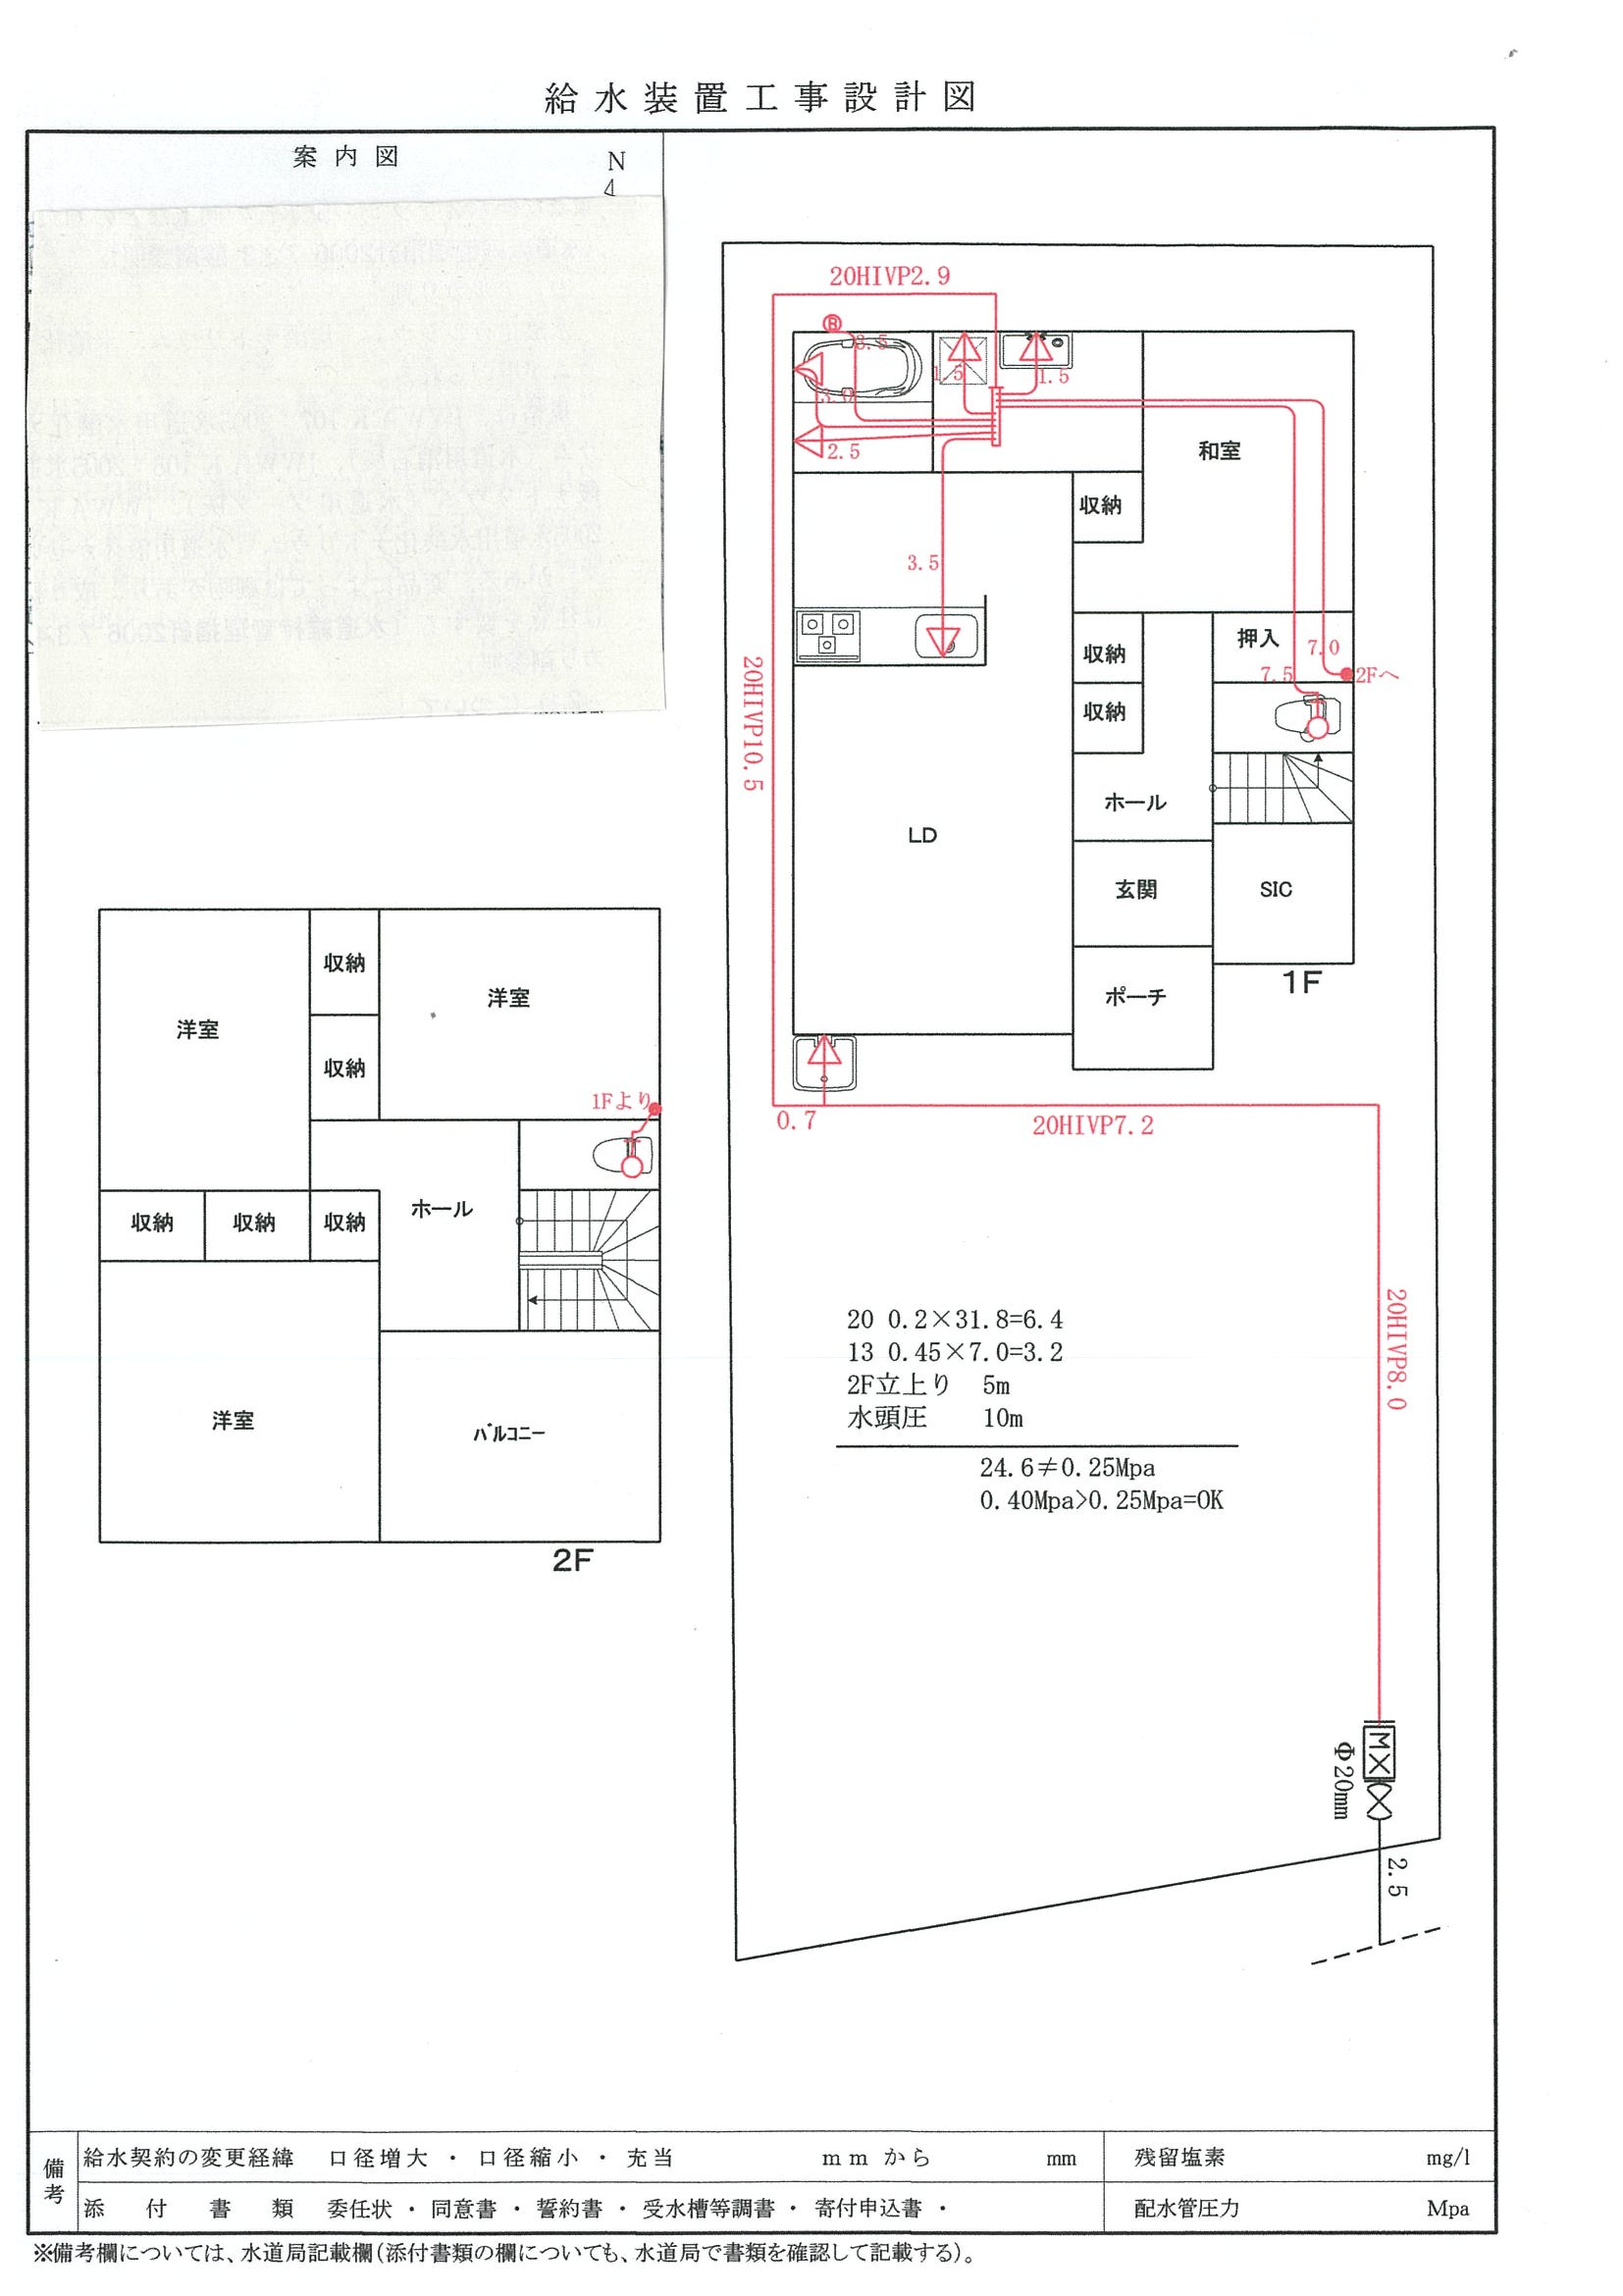 給水装置工事設計図
案内図
N
20HIVP2.9
B
3.5
1.5
1.5
3.0
2.5
和室
収納
3.5
収納
押入
7.0
7.5
2Fへ
収納
20HIVP10.5
ホール
LD
玄関
SIC
ポーチ
1F
0.7
20HIVP7.2
20HIVP8.0
収納
洋室
洋室
収納
1Fより
ホール
収納
収納
収納
洋室
バルコニー
2F
20 0.2×31.8=6.4
13 0.45×7.0=3.2
2F立上り 5m
水頭圧 10m
24.6≠0.25Mpa
0.40Mpa>0.25Mpa=OK
M
Φ20mm
2.5
備考
給水契約の変更経緯 口径増大 ・ 口径縮小 ・ 充当 mmから mm
残留塩素 mg/l
添付書類 委任状 ・ 同意書 ・ 誓約書 ・ 受水槽等調書 ・ 寄付申込書 ・
配水管圧力 Mpa
※備考欄については、水道局記載欄(添付書類の欄についても、水道局で書類を確認して記載する)。